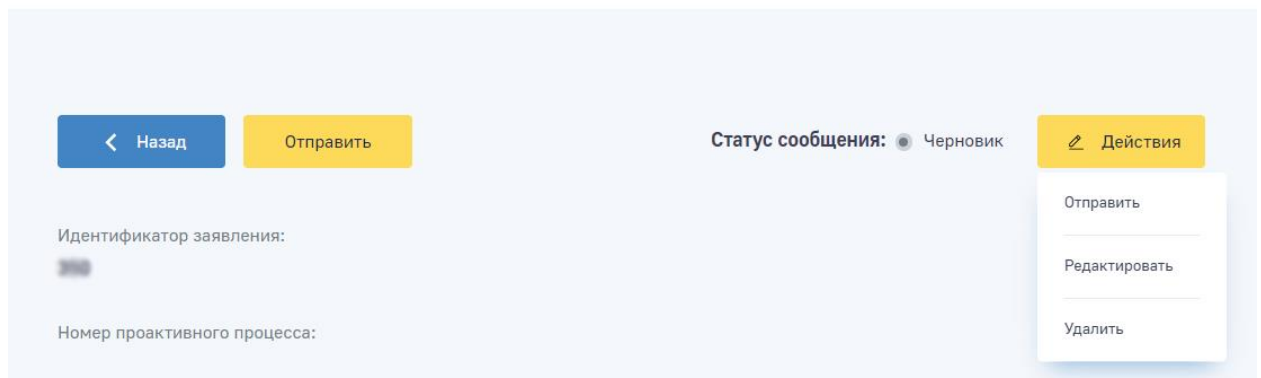 Назад
Отправить
Статус сообщения:
Черновик
Действия
Отправить
Идентификатор заявления:
Редактировать
Номер проактивного процесса:
Удалить